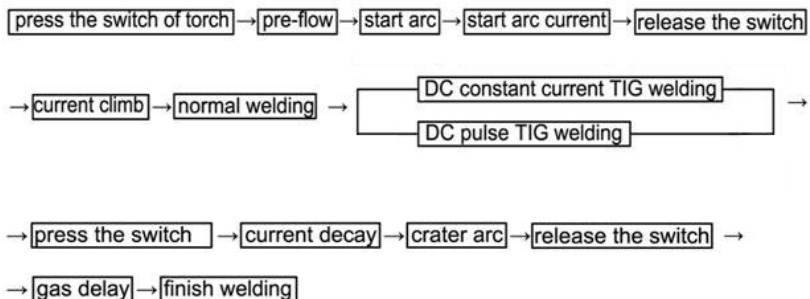 press the switch of torch → pre-flow → start arc → start arc current → release the switch
→ current climb → normal welding →
DC constant current TIG welding
→
DC pulse TIG welding
→ press the switch → current decay → crater arc → release the switch →
→ gas delay → finish welding